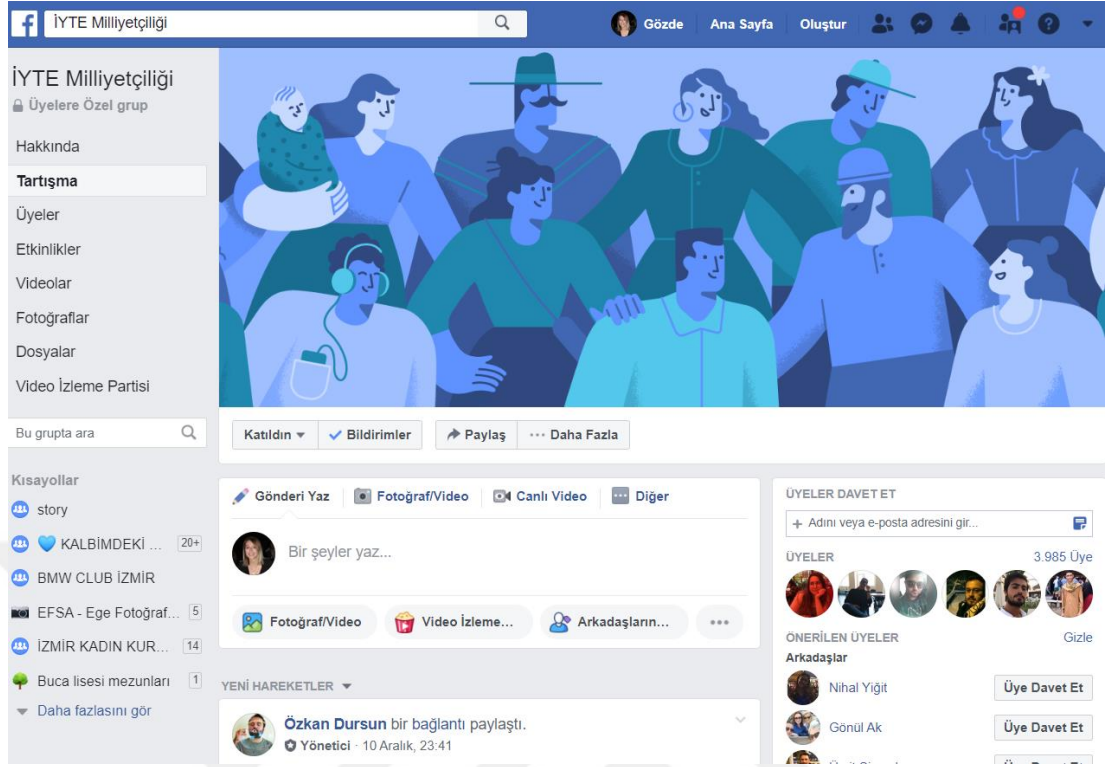 İYTE Milliyetçiliği
Gözde
Ana Sayfa
Oluştur
İYTE Milliyetçiliği
Üyelere Özel grup
Hakkında
Tartışma
Üyeler
Etkinlikler
Videolar
Fotoğraflar
Dosyalar
Video İzleme Partisi
Bu grupta ara
Kısayollar
story
KALBİMDEKİ ... 20+
BMW CLUB İZMİR
EFSA - Ege Fotoğraf... 5
İZMİR KADIN KUR... 14
Buca lisesi mezunları 1
Daha fazlasını gör
Katıldın
Bildirimler
Paylaş
Daha Fazla
Gönderi Yaz
Fotoğraf/Video
Canlı Video
Diğer
Bir şeyler yaz...
Fotoğraf/Video
Video İzleme...
Arkadaşların...
YENİ HAREKETLER
Özkan Dursun bir bağlantı paylaştı.
Yönetici · 10 Aralık, 23:41
ÜYELER DAVET ET
+ Adını veya e-posta adresini gir...
ÜYELER 3.985 Üye
ÖNERİLEN ÜYELER Gizle
Arkadaşlar
Nihal Yiğit Üye Davet Et
Gönül Ak Üye Davet Et